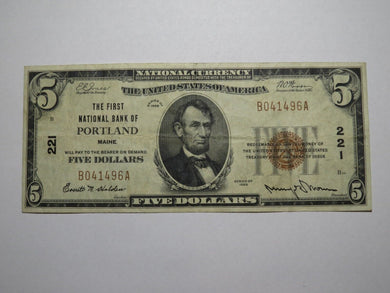 NATIONAL CURRENCY
THE UNITED STATES OF AMERICA
5
5
THE FIRST
NATIONAL BANK OF
PORTLAND
MAINE
WILL PAY TO THE BEARER ON DEMAND
FIVE DOLLARS
B041496A
B041496A
221
221
FIVE
SERIES OF
1929
5
FIVE DOLLARS
5